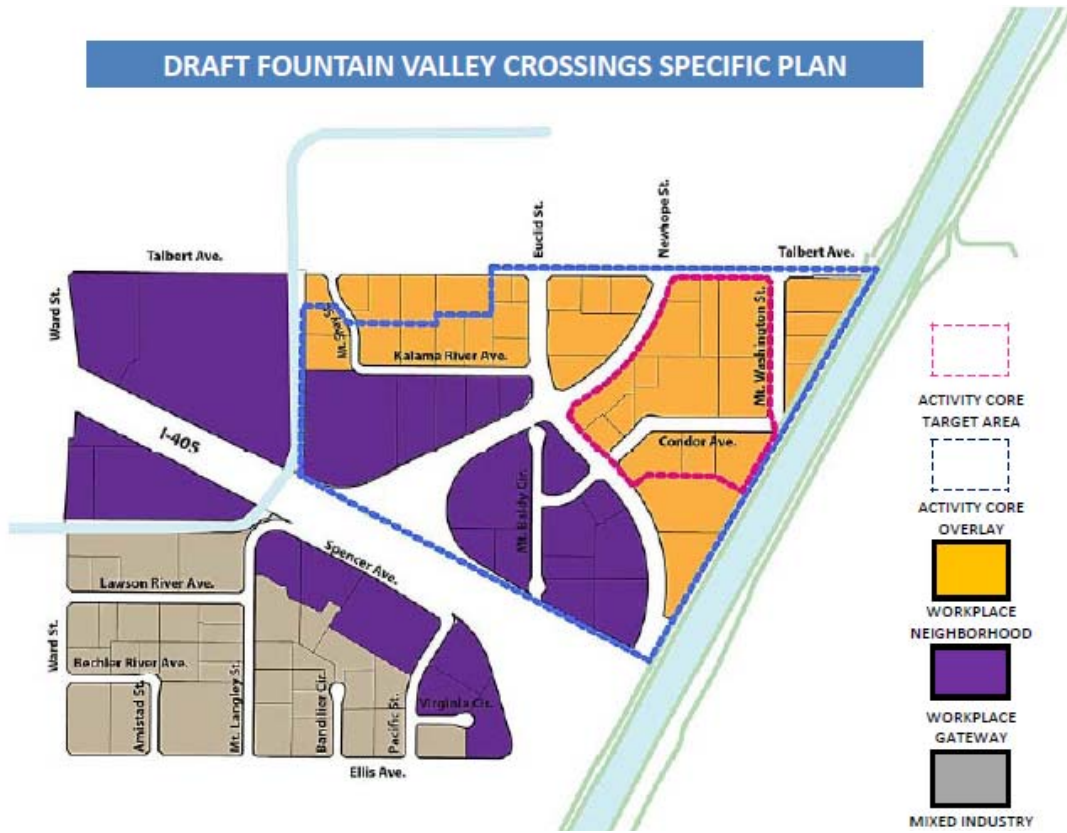 DRAFT FOUNTAIN VALLEY CROSSINGS SPECIFIC PLAN
Euclid St.
Newhope St.
Talbert Ave.
Talbert Ave.
Ward St.
Mt. Washington St.
Kalama River Ave.
ACTIVITY CORE
TARGET AREA
I-405
Condor Ave.
Mt. Baldy Cir.
ACTIVITY CORE
OVERLAY
Spencer Ave.
Lawson River Ave.
WORKPLACE
NEIGHBORHOOD
Ward St.
Bechler River Ave.
Amistad St.
Mt. Langley St.
Bandilier Cir.
Pacific St.
Virginia Cir.
WORKPLACE
GATEWAY
Ellis Ave.
MIXED INDUSTRY